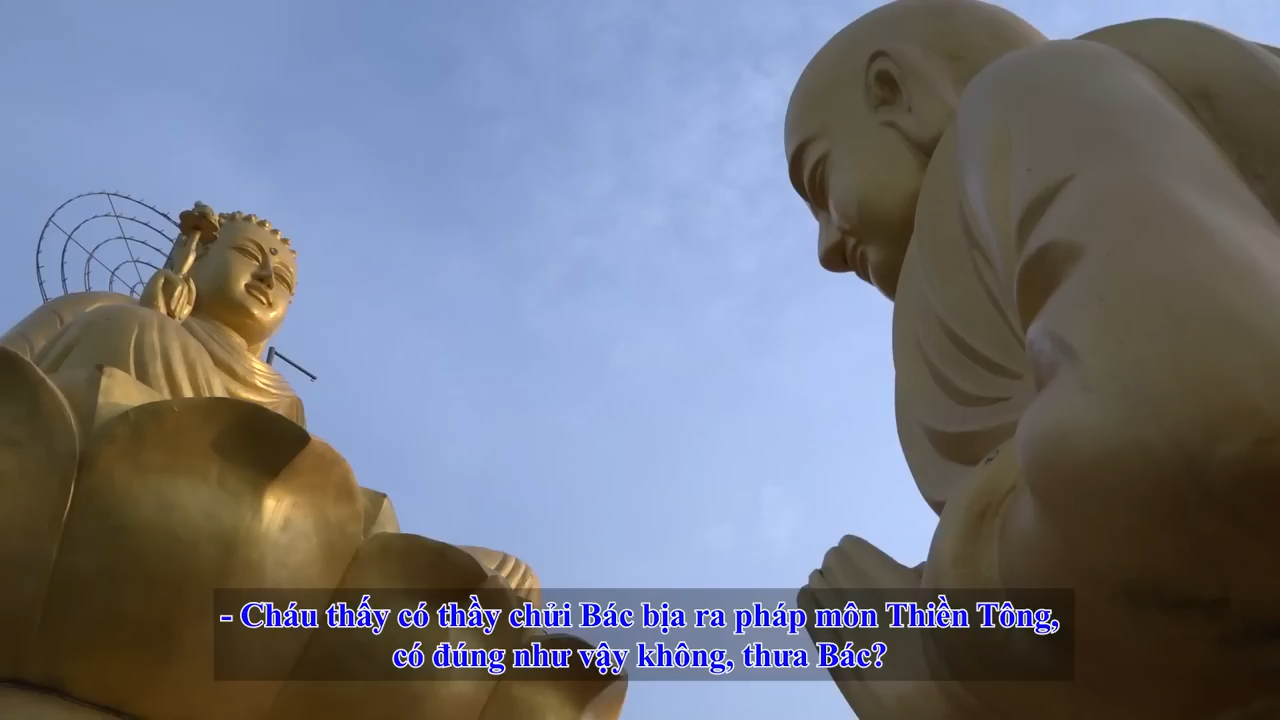 - Cháu thấy có thầy chửi Bác bịa ra pháp môn Thiền Tông,
có đúng như vậy không, thưa Bác?